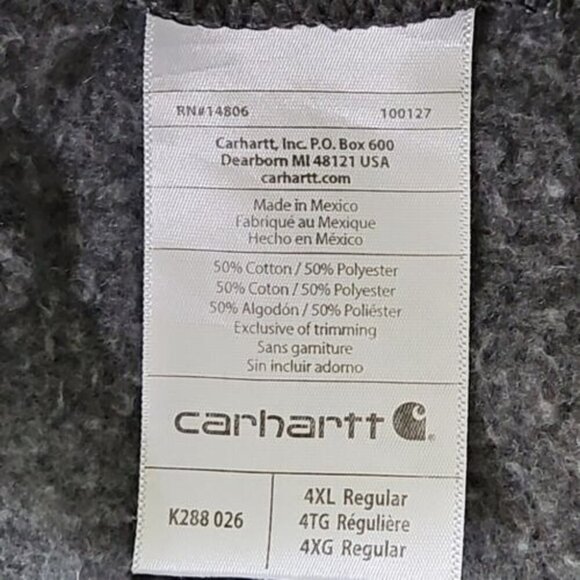 RN#14806 100127
Carhartt, Inc. P.O. Box 600
Dearborn MI 48121 USA
carhartt.com
Made in Mexico
Fabriqué au Mexique
Hecho en México
50% Cotton / 50% Polyester
50% Coton / 50% Polyester
50% Algodón / 50% Poliéster
Exclusive of trimming
Sans garniture
Sin incluir adorno
carhartt
K288 026
4XL Regular
4TG Régulière
4XG Regular